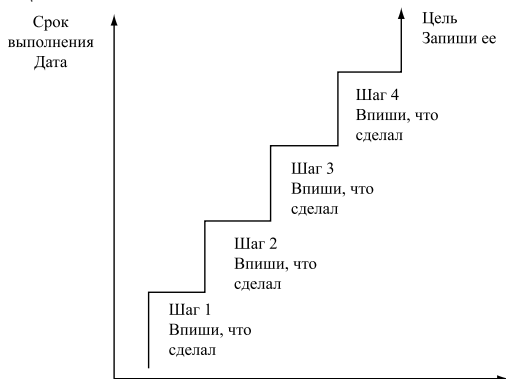 Срок
выполнения
Дата
Цель
Запиши ее
Шаг 4
Впиши, что
сделал
Шаг 3
Впиши, что
сделал
Шаг 2
Впиши, что
сделал
Шаг 1
Впиши, что
сделал